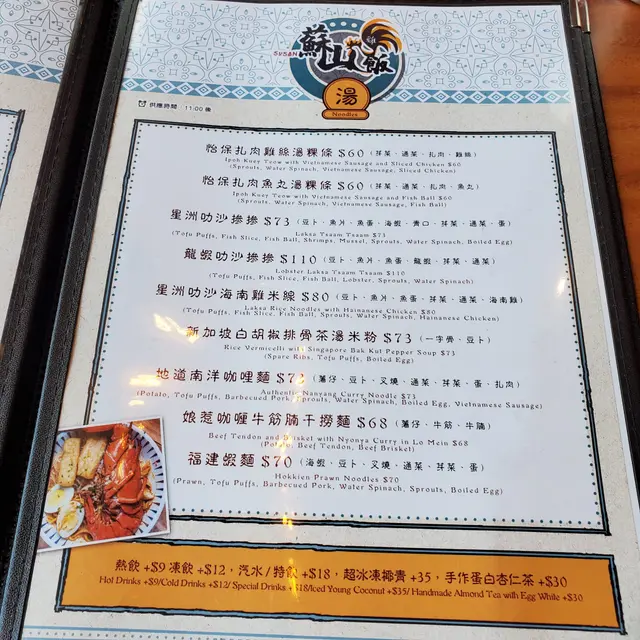 SUSAN 蘇山飯
雞
湯
Noodles
供應時間 : 11:00 後
怡保扎肉雞絲湯粿條 $60 (芽菜、通菜、扎肉、雞絲)
Ipoh Kuey Teow with Vietnamese Sausage and Sliced Chicken $60
(Sprouts, Water Spinach, Vietnamese Sausage, Sliced Chicken)
怡保扎肉魚丸湯粿條 $60 (芽菜、通菜、扎肉、魚丸)
Ipoh Kuey Teow with Vietnamese Sausage and Fish Ball $60
(Sprouts, Water Spinach, Vietnamese Sausage, Fish Ball)
星洲叻沙摻摻 $73 (豆卜、魚片、魚蛋、海蝦、青口、芽菜、通菜、蛋)
Laksa Tsaam Tsaam $73
(Tofu Puffs, Fish Slice, Fish Ball, Shrimps, Mussel, Sprouts, Water Spinach, Boiled Egg)
龍蝦叻沙摻摻 $110 (豆卜、魚片、魚蛋、龍蝦、芽菜、通菜)
Lobster Laksa Tsaam Tsaam $110
(Tofu Puffs, Fish Slice, Fish Ball, Lobster, Sprouts, Water Spinach)
星洲叻沙海南雞米線 $80 (豆卜、魚片、魚蛋、芽菜、通菜、海南雞)
Laksa Rice Noodles with Hainanese Chicken $80
(Tofu Puffs, Fish Slice, Fish Ball, Sprouts, Water Spinach, Hainanese Chicken)
新加坡白胡椒排骨茶湯米粉 $73 (一字骨、豆卜)
Rice Vermicelli with Singapore Bak Kut Pepper Soup $73
(Spare Ribs, Tofu Puffs, Boiled Egg)
地道南洋咖哩麵 $73 (薯仔、豆卜、叉燒、通菜、芽菜、蛋、扎肉)
Authentic Nanyang Curry Noodle $73
(Potato, Tofu Puffs, Barbecued Pork, Sprouts, Water Spinach, Boiled Egg, Vietnamese Sausage)
娘惹咖喱牛筋腩干撈麵 $68 (薯仔、牛筋、牛腩)
Beef Tendon and Brisket with Nyonya Curry in Lo Mein $68
(Potato, Beef Tendon, Beef Brisket)
福建蝦麵 $70 (海蝦、豆卜、叉燒、通菜、芽菜、蛋)
Hokkien Prawn Noodles $70
(Prawn, Tofu Puffs, Barbecued Pork, Water Spinach, Sprouts, Boiled Egg)
熱飲 +$9 凍飲 +$12, 汽水/特飲 +$18, 超冰凍椰青 +35, 手作蛋白杏仁茶 +$30
Hot Drinks +$9/Cold Drinks +$12/ Special Drinks +$18/Iced Young Coconut +$35/ Handmade Almond Tea with Egg White +$30